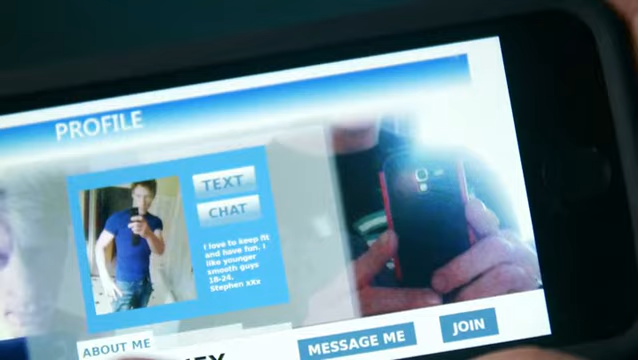 PROFILE
TEXT
CHAT
I love to keep fit
and have fun. i
like younger
smooth guys
18-24.
Stephen xXx
ABOUT ME
MESSAGE ME
JOIN